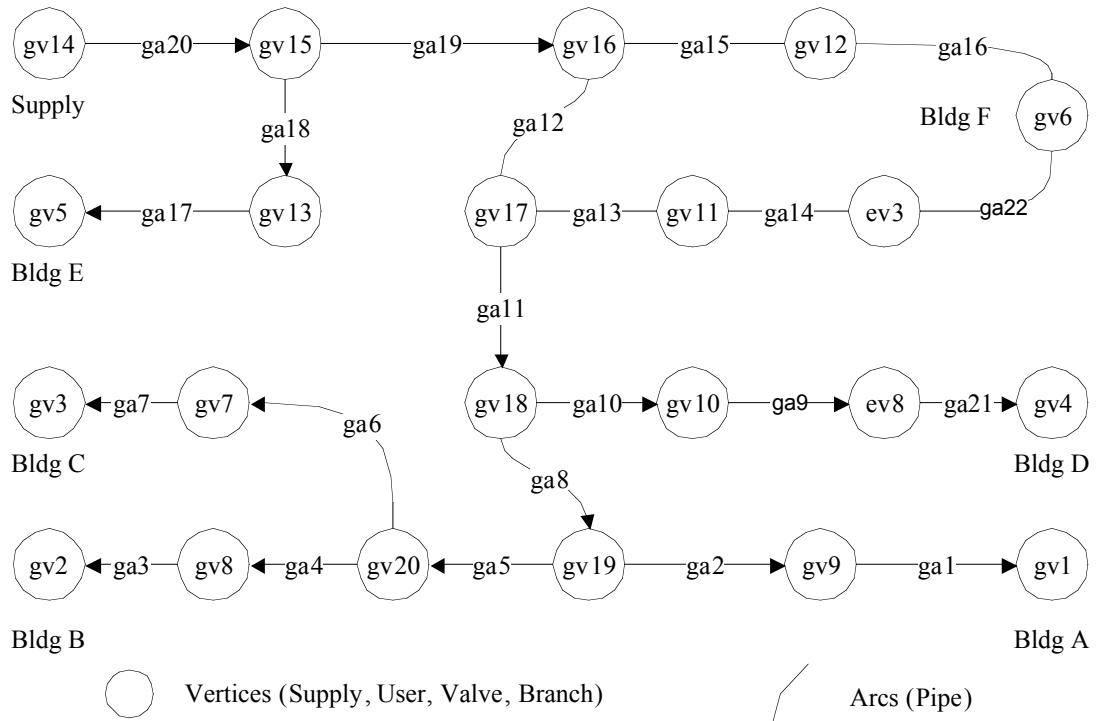 gv14 ga20 gv15 ga19 gv16 ga15 gv12 ga16
Supply
ga18
ga12
Bldg F gv6
gv5 ga17 gv13 gv17 ga13 gv11 ga14 ev3 ga22
Bldg E
ga11
gv3 ga7 gv7 gv18 ga10 gv10 ga9 ev8 ga21 gv4
ga6
Bldg C
Bldg D
ga8
gv2 ga3 gv8 ga4 gv20 ga5 gv19 ga2 gv9 ga1 gv1
Bldg B
Bldg A
Vertices (Supply, User, Valve, Branch)
Arcs (Pipe)